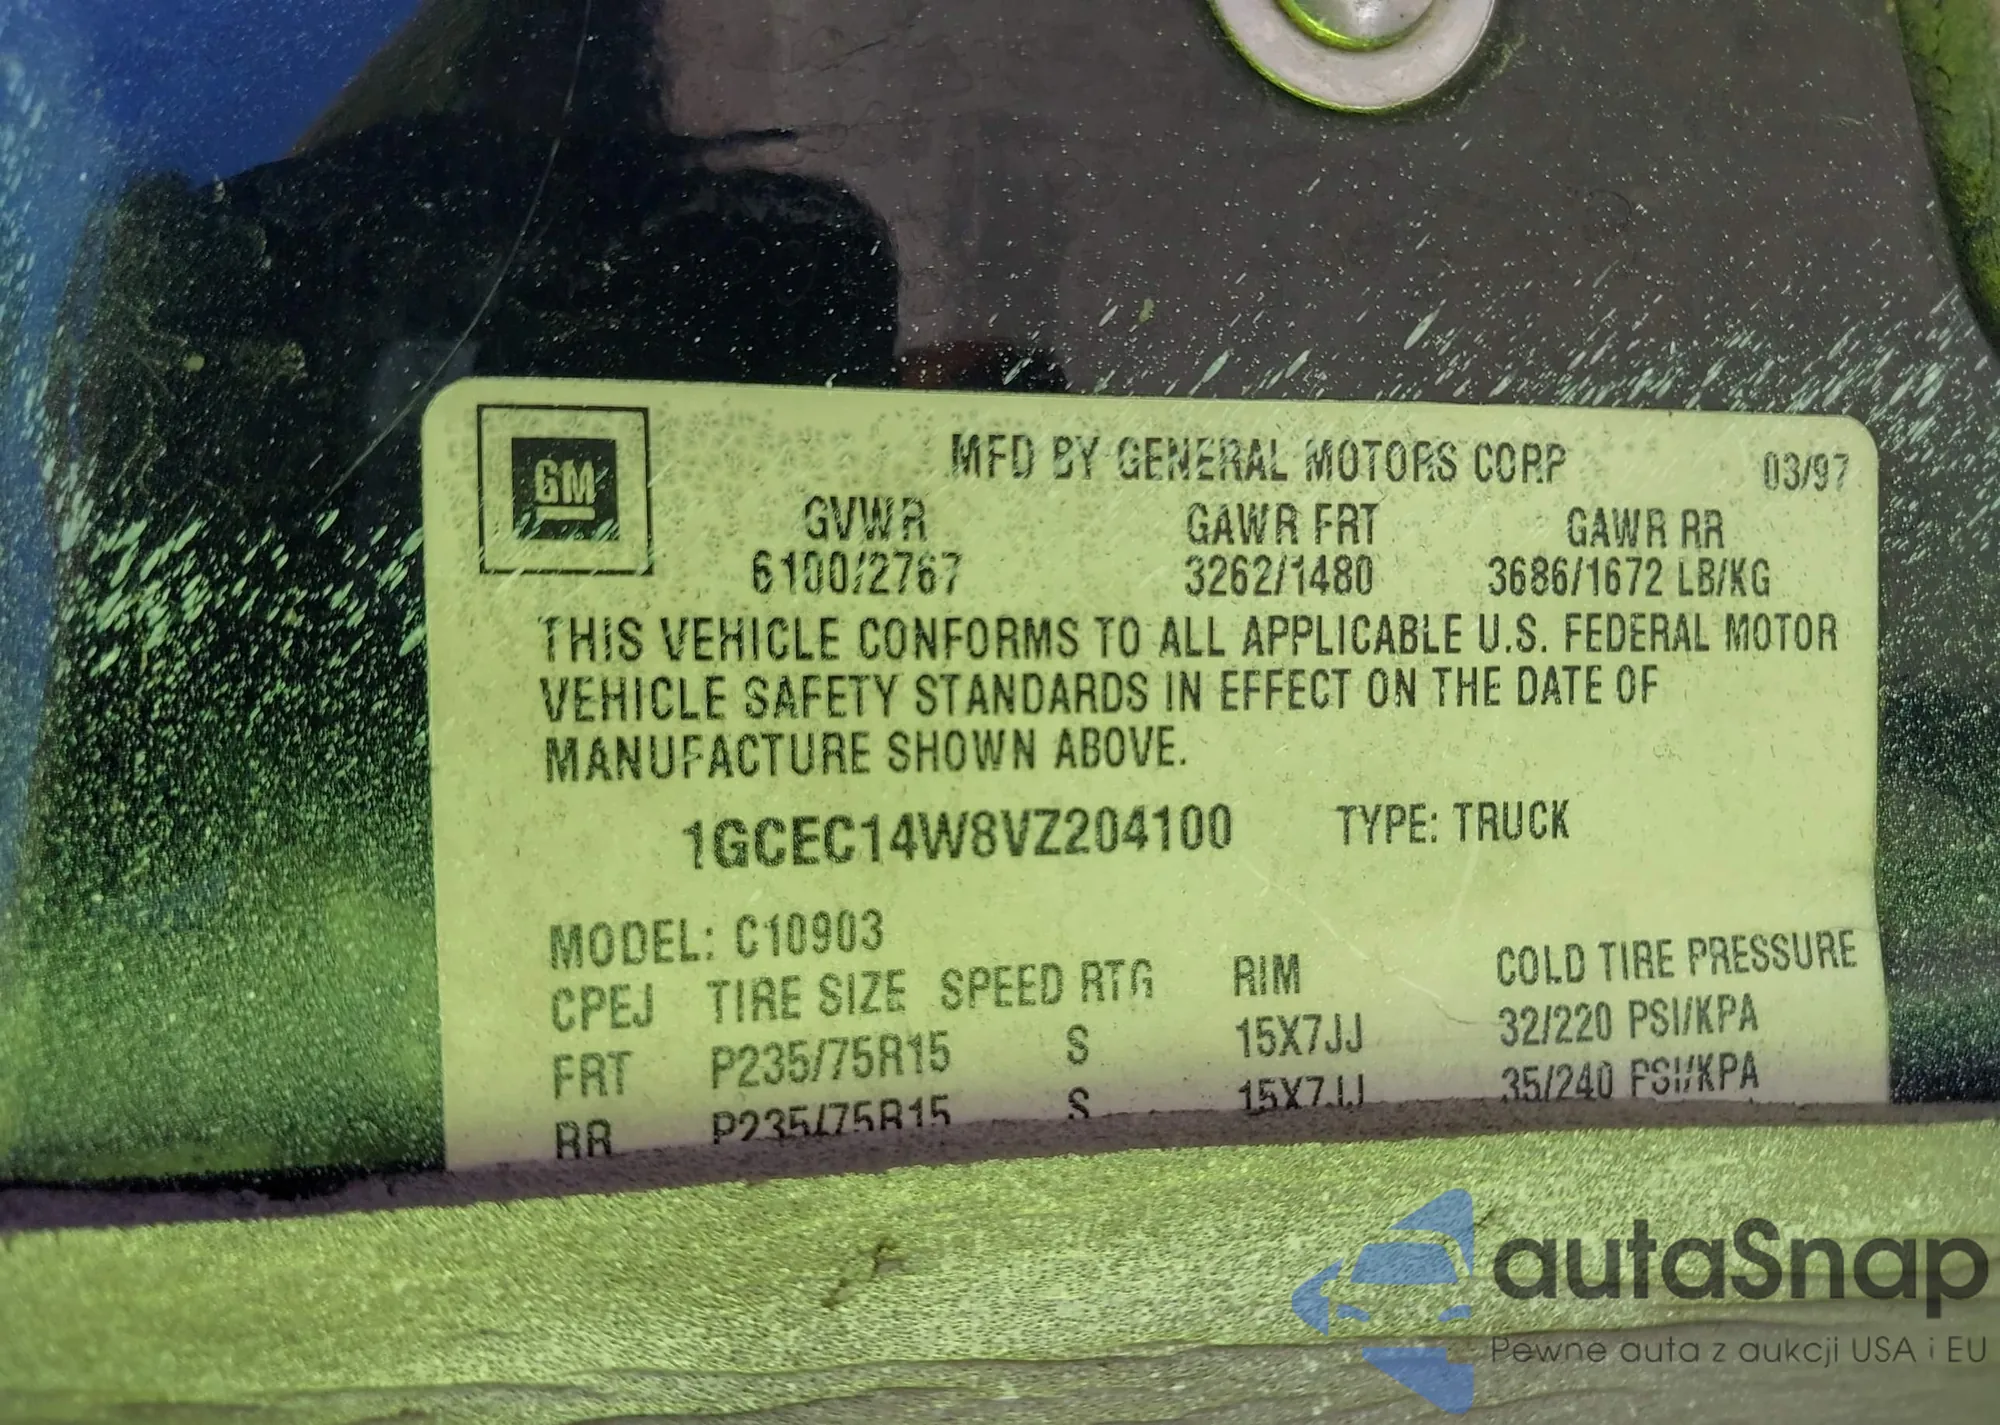 GM
MFD BY GENERAL MOTORS CORP 03/97
GVWR GAWR FRT GAWR RR
6100/2767 3262/1480 3686/1672 LB/KG
THIS VEHICLE CONFORMS TO ALL APPLICABLE U.S. FEDERAL MOTOR
VEHICLE SAFETY STANDARDS IN EFFECT ON THE DATE OF
MANUFACTURE SHOWN ABOVE.
1GCEC14W8VZ204100 TYPE: TRUCK
MODEL: C10903
CPEJ TIRE SIZE SPEED RTG RIM COLD TIRE PRESSURE
FRT P235/75R15 S 15X7JJ 32/220 PSI/KPA
RR P235/75R15 S 15X7JJ 35/240 PSI/KPA
autaSnap
Pewne auta z aukcji USA i EU